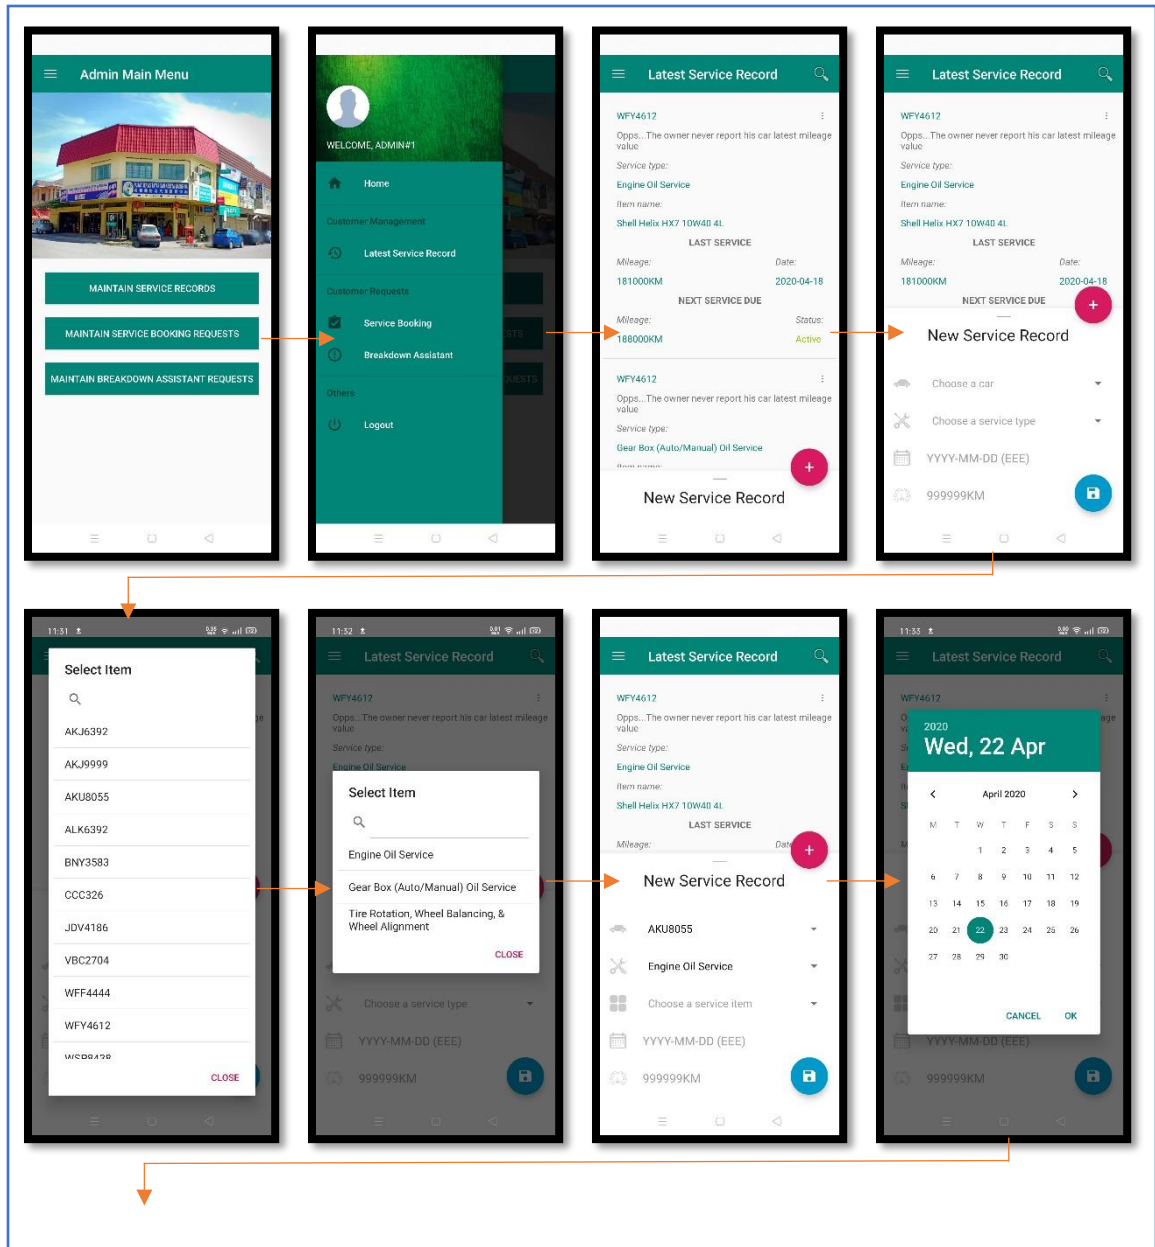 Admin Main Menu
MAINTAIN SERVICE RECORDS
MAINTAIN SERVICE BOOKING REQUESTS
MAINTAIN BREAKDOWN ASSISTANT REQUESTS
WELCOME, ADMIN#1
Home
Customer Management
Latest Service Record
Customer Requests
Service Booking
Breakdown Assistant
Others
Logout
Latest Service Record
WFY4612
Opps...The owner never report his car latest mileage
value
Service type:
Engine Oil Service
Item name:
Shell Helix HX7 10W40 4L
LAST SERVICE
Mileage: Date:
181000KM 2020-04-18
NEXT SERVICE DUE
Mileage: Status:
188000KM Active
WFY4612
Opps...The owner never report his car latest mileage
value
Service type:
Gear Box (Auto/Manual) Oil Service
Item name:
New Service Record
Latest Service Record
WFY4612
Opps...The owner never report his car latest mileage
value
Service type:
Engine Oil Service
Item name:
Shell Helix HX7 10W40 4L
LAST SERVICE
Mileage: Date:
181000KM 2020-04-18
NEXT SERVICE DUE
New Service Record
Choose a car
Choose a service type
YYYY-MM-DD (EEE)
999999KM
11:31
Select Item
AKJ6392
AKJ9999
AKU8055
ALK6392
BNY3583
CCC326
JDV4186
VBC2704
WFF4444
WFY4612
WSP8438
CLOSE
11:32
Latest Service Record
WFY4612
Opps...The owner never report his car latest mileage
value
Service type:
Engine Oil Service
Select Item
Engine Oil Service
Gear Box (Auto/Manual) Oil Service
Tire Rotation, Wheel Balancing, &
Wheel Alignment
CLOSE
Choose a service type
YYYY-MM-DD (EEE)
999999KM
Latest Service Record
WFY4612
Opps...The owner never report his car latest mileage
value
Service type:
Engine Oil Service
Item name:
Shell Helix HX7 10W40 4L
LAST SERVICE
Mileage: Date
New Service Record
AKU8055
Engine Oil Service
Choose a service item
YYYY-MM-DD (EEE)
999999KM
11:33
Latest Service Record
WFY4612
2020
Wed, 22 Apr
April 2020
M T W T F S S
1 2 3 4 5
6 7 8 9 10 11 12
13 14 15 16 17 18 19
20 21 22 23 24 25 26
27 28 29 30
CANCEL OK
YYYY-MM-DD (EEE)
999999KM